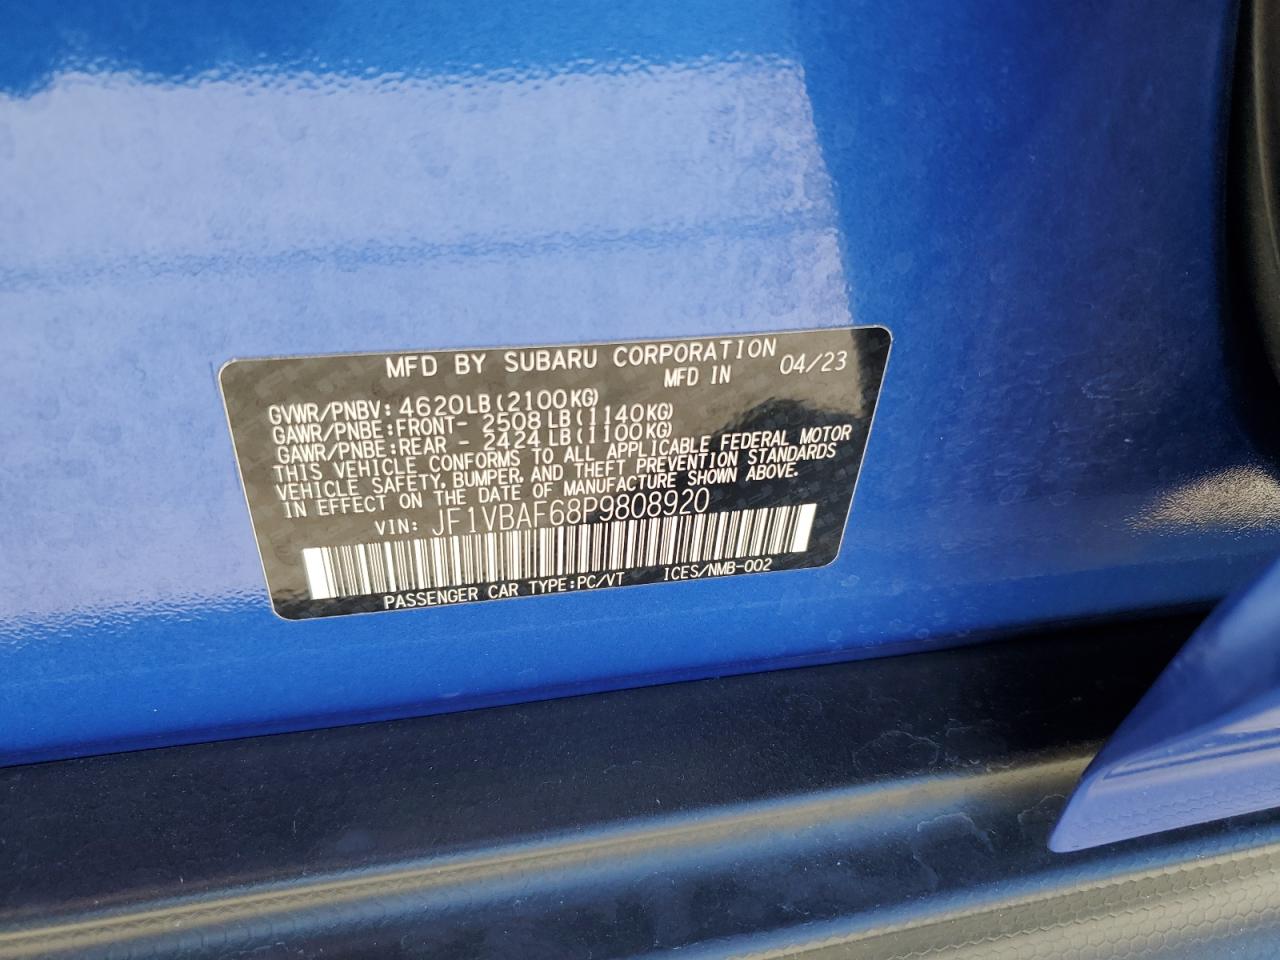 MFD BY SUBARU CORPORATION
MFD IN 04/23
GVWR/PNBV:4620LB(2100KG)
GAWR/PNBE:FRONT- 2508LB(1140KG)
GAWR/PNBE:REAR - 2424LB(1100KG)
THIS VEHICLE CONFORMS TO ALL APPLICABLE FEDERAL MOTOR
VEHICLE SAFETY, BUMPER, AND THEFT PREVENTION STANDARDS
IN EFFECT ON THE DATE OF MANUFACTURE SHOWN ABOVE.
VIN: JF1VBAF68P9808920
PASSENGER CAR TYPE:PC/VT ICES/NMB-002